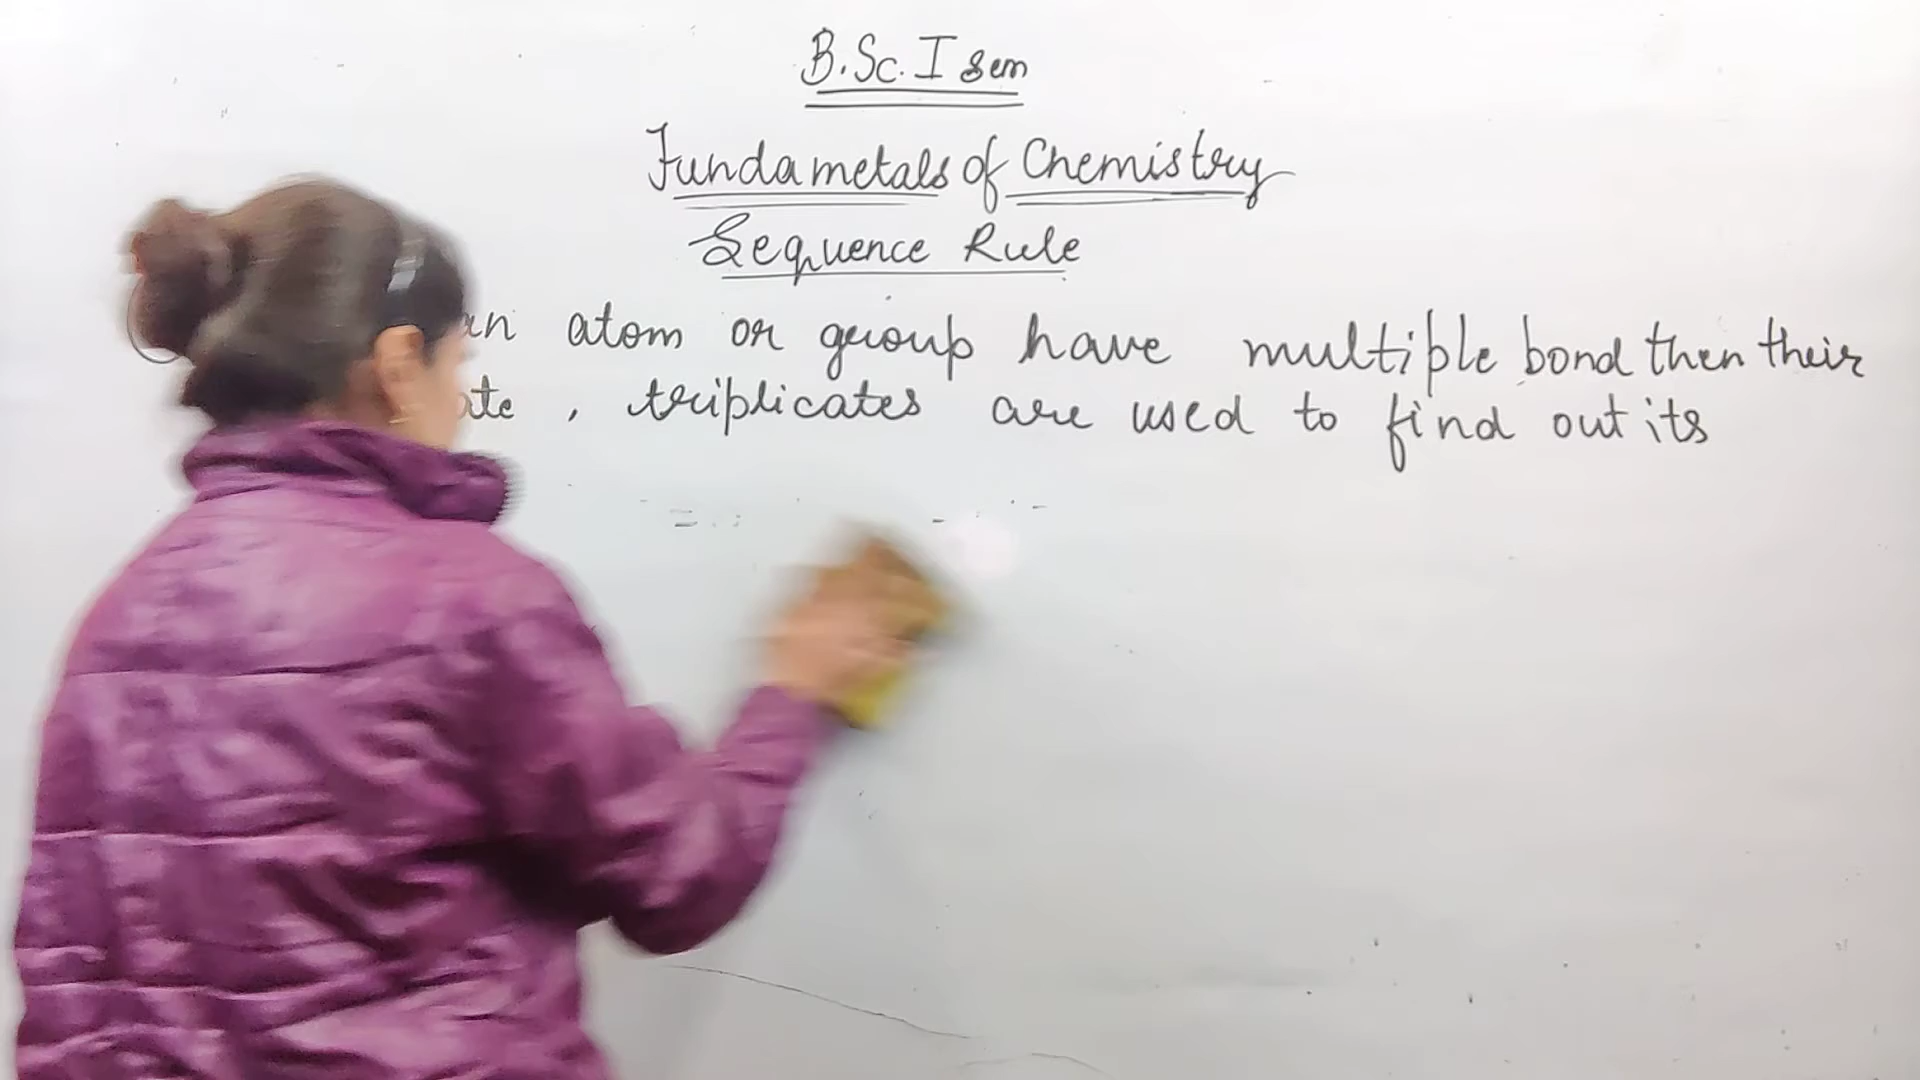 B.Sc. I sem
Fundametals of Chemistry
Sequence Rule
an atom or group have multiple bond then their
ate , triplicates are used to find out its